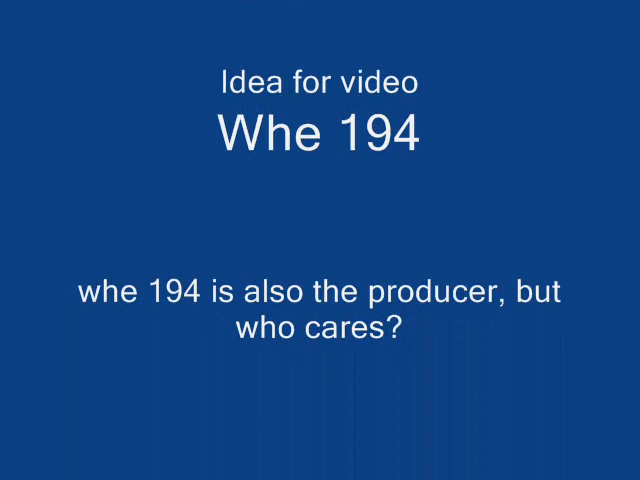 Idea for video
Whe 194
whe 194 is also the producer, but
who cares?